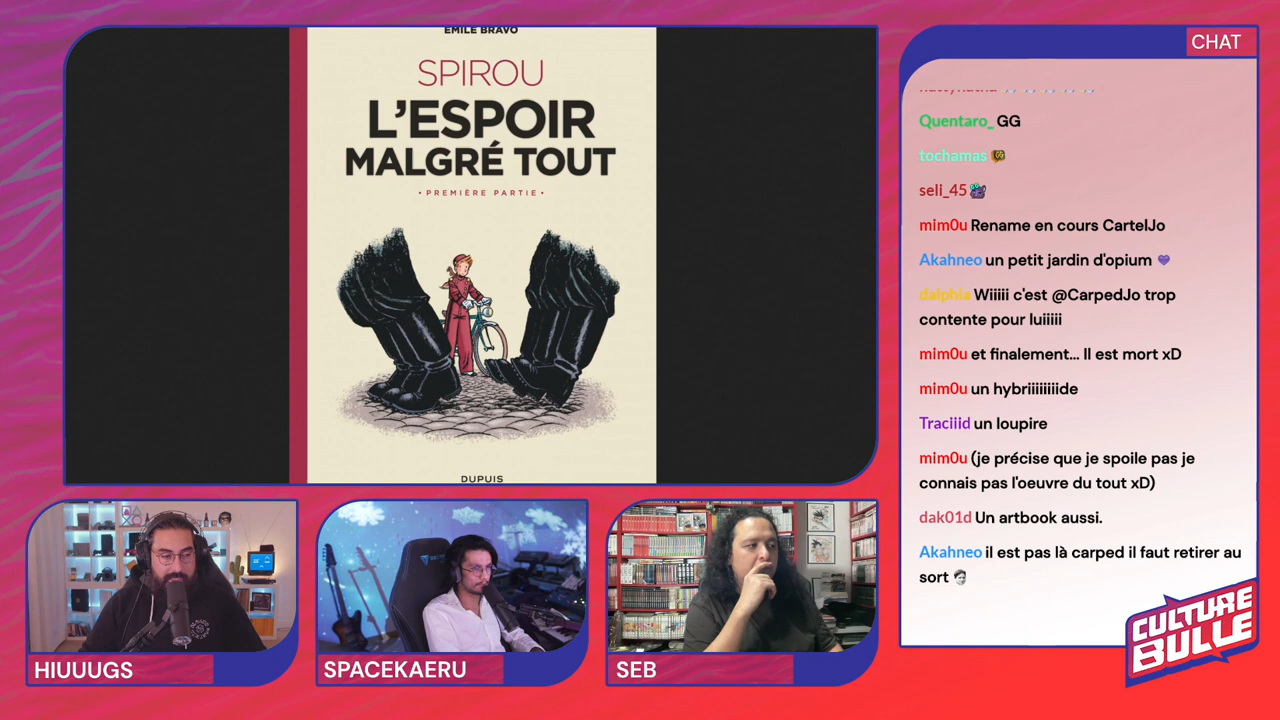 EMILE BRAVO
SPIROU
L'ESPOIR
MALGRÉ TOUT
• PREMIÈRE PARTIE •
DUPUIS
HIUUUGS
SPACEKAERU
SEB
CHAT
Quentaro_ GG
tochamas
seli_45
mim0u Rename en cours CartelJo
Akahneo un petit jardin d'opium 💜
dalphia Wiiiii c'est @CarpedJo trop
contente pour luiiiii
mim0u et finalement... Il est mort xD
mim0u un hybriiiiiiiiide
Traciiid un loupire
mim0u (je précise que je spoile pas je
connais pas l'oeuvre du tout xD)
dak01d Un artbook aussi.
Akahneo il est pas là carped il faut retirer au
sort
CULTURE
BULLE